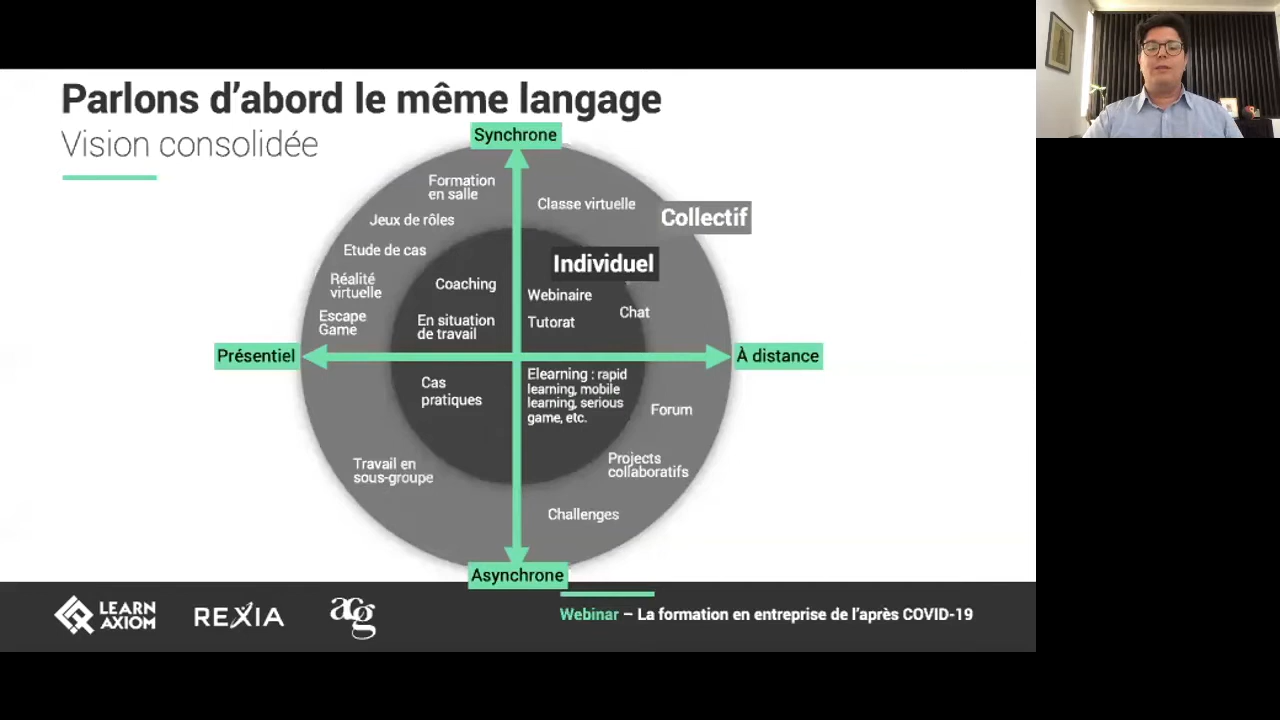 Parlons d’abord le même langage
Vision consolidée
Synchrone
Formation
en salle
Classe virtuelle
Jeux de rôles
Collectif
Etude de cas
Individuel
Réalité
virtuelle
Coaching
Webinaire
Escape
Game
En situation
de travail
Tutorat
Chat
Présentiel
À distance
Cas
pratiques
Elearning : rapid
learning, mobile
learning, serious
game, etc.
Forum
Travail en
sous-groupe
Projects
collaboratifs
Challenges
Asynchrone
LEARN
AXIOM
REXIA
acg
Webinar – La formation en entreprise de l’après COVID-19